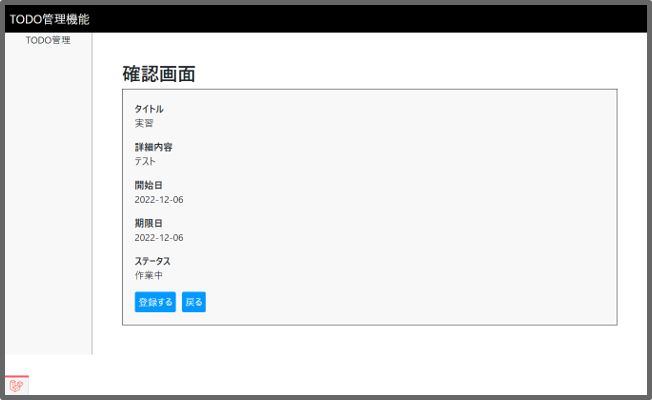 TODO管理機能
TODO管理
確認画面
タイトル
実習
詳細内容
テスト
開始日
2022-12-06
期限日
2022-12-06
ステータス
作業中
登録する 戻る